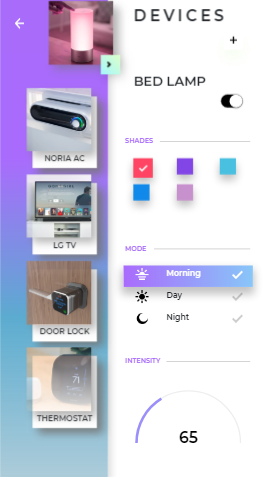 DEVICES
+
BED LAMP
NORIA AC
LG TV
DOOR LOCK
THERMOSTAT
SHADES
MODE
Morning
Day
Night
INTENSITY
65